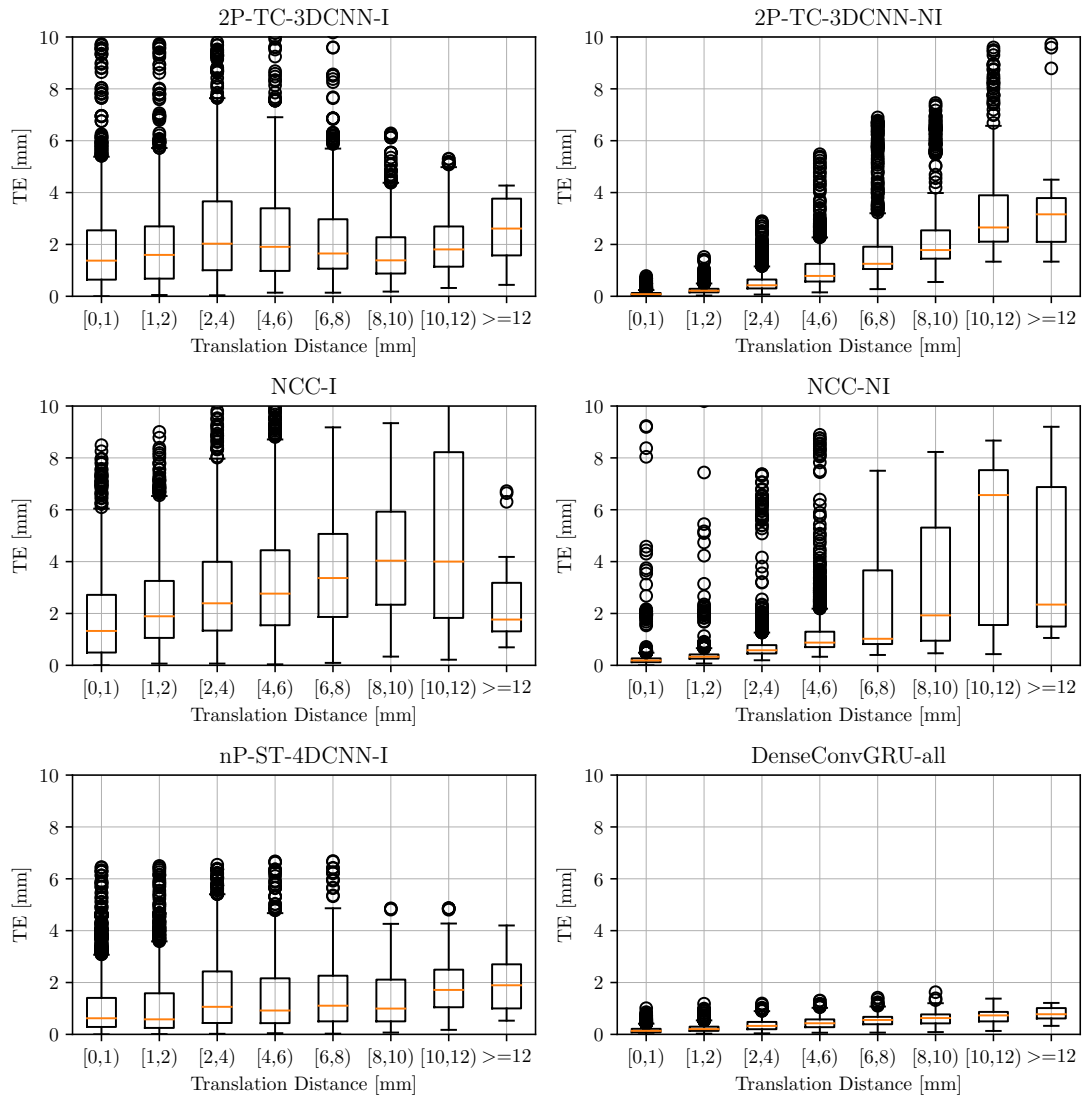 2P-TC-3DCNN-I
10
8
6
4
2
0
TE [mm]
[0,1) [1,2) [2,4) [4,6) [6,8) [8,10) [10,12) >=12
Translation Distance [mm]
2P-TC-3DCNN-NI
10
8
6
4
2
0
TE [mm]
[0,1) [1,2) [2,4) [4,6) [6,8) [8,10) [10,12) >=12
Translation Distance [mm]
NCC-I
10
8
6
4
2
0
TE [mm]
[0,1) [1,2) [2,4) [4,6) [6,8) [8,10) [10,12) >=12
Translation Distance [mm]
NCC-NI
10
8
6
4
2
0
TE [mm]
[0,1) [1,2) [2,4) [4,6) [6,8) [8,10) [10,12) >=12
Translation Distance [mm]
nP-ST-4DCNN-I
10
8
6
4
2
0
TE [mm]
[0,1) [1,2) [2,4) [4,6) [6,8) [8,10) [10,12) >=12
Translation Distance [mm]
DenseConvGRU-all
10
8
6
4
2
0
TE [mm]
[0,1) [1,2) [2,4) [4,6) [6,8) [8,10) [10,12) >=12
Translation Distance [mm]